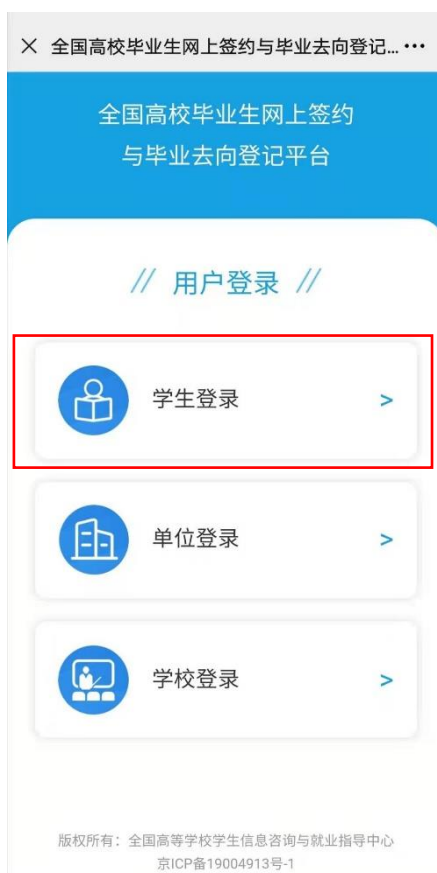 × 全国高校毕业生网上签约与毕业去向登记... •••
全国高校毕业生网上签约
与毕业去向登记平台
// 用户登录 //
学生登录 >
单位登录 >
学校登录 >
版权所有：全国高等学校学生信息咨询与就业指导中心
京ICP备19004913号-1